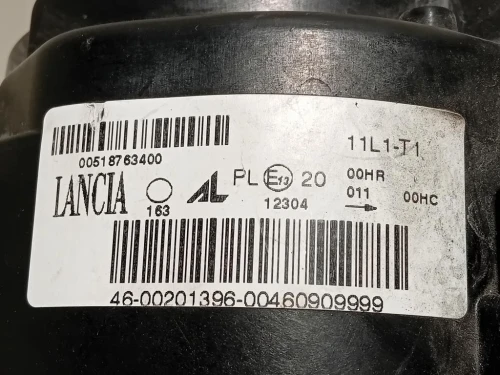 11L1-T1
00518763400
LANCIA 163 AL PL E13 20 12304
00HR
011 → 00HC
46-00201396-00460909999